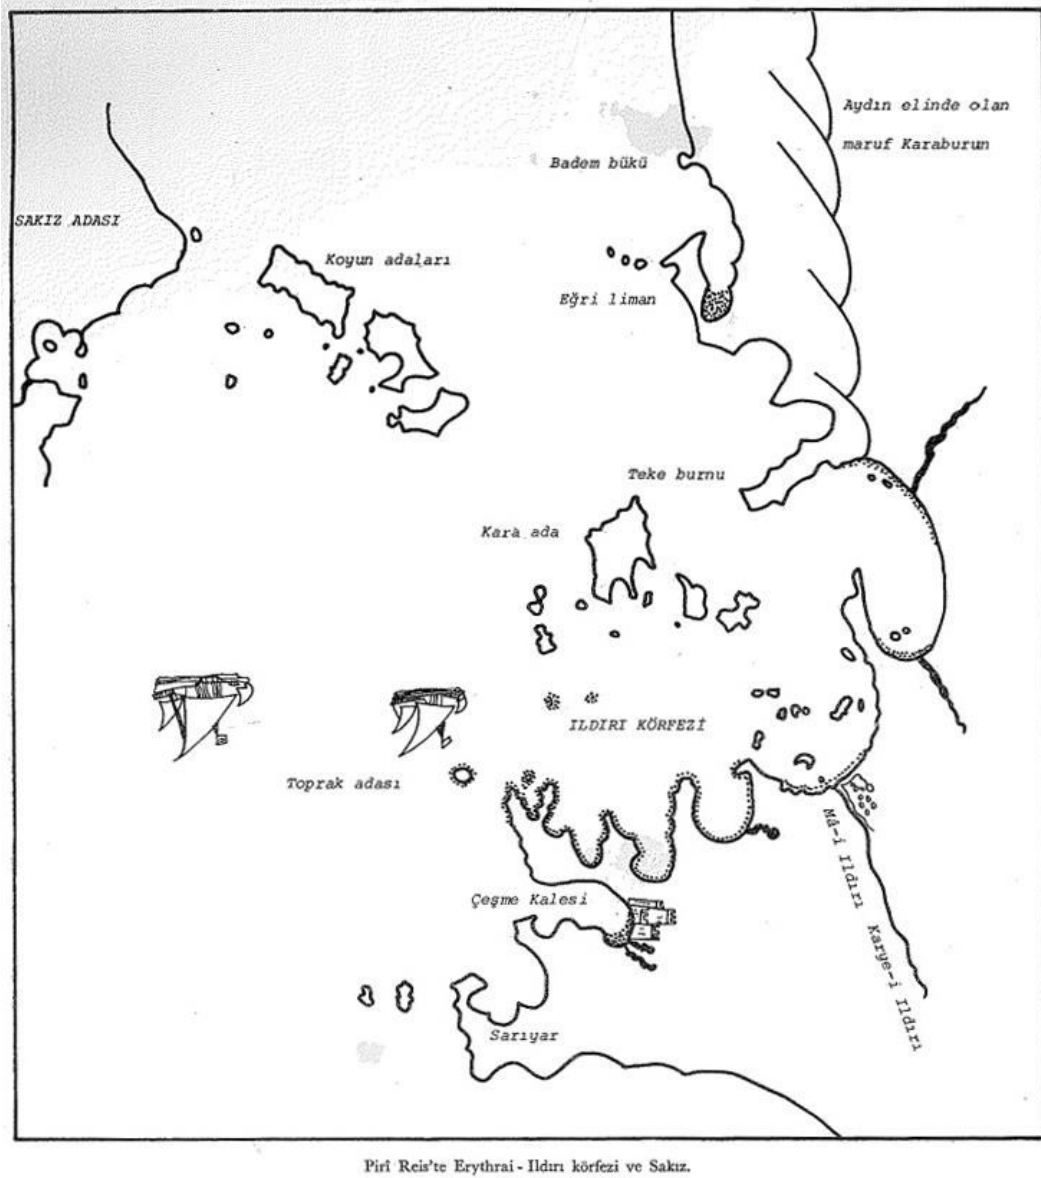 Aydın elinde olan
maruf Karaburun
Badem bükü
SAKIZ ADASI
Koyun adaları
Eğri liman
Teke burnu
Kara ada
ILDIRI KÖRFEZİ
Toprak adası
Mâ-i Ildırı Karye-i Ildırı
Çeşme Kalesi
Sarıyar
Pirî Reis'te Erythrai - Ildırı körfezi ve Sakız.